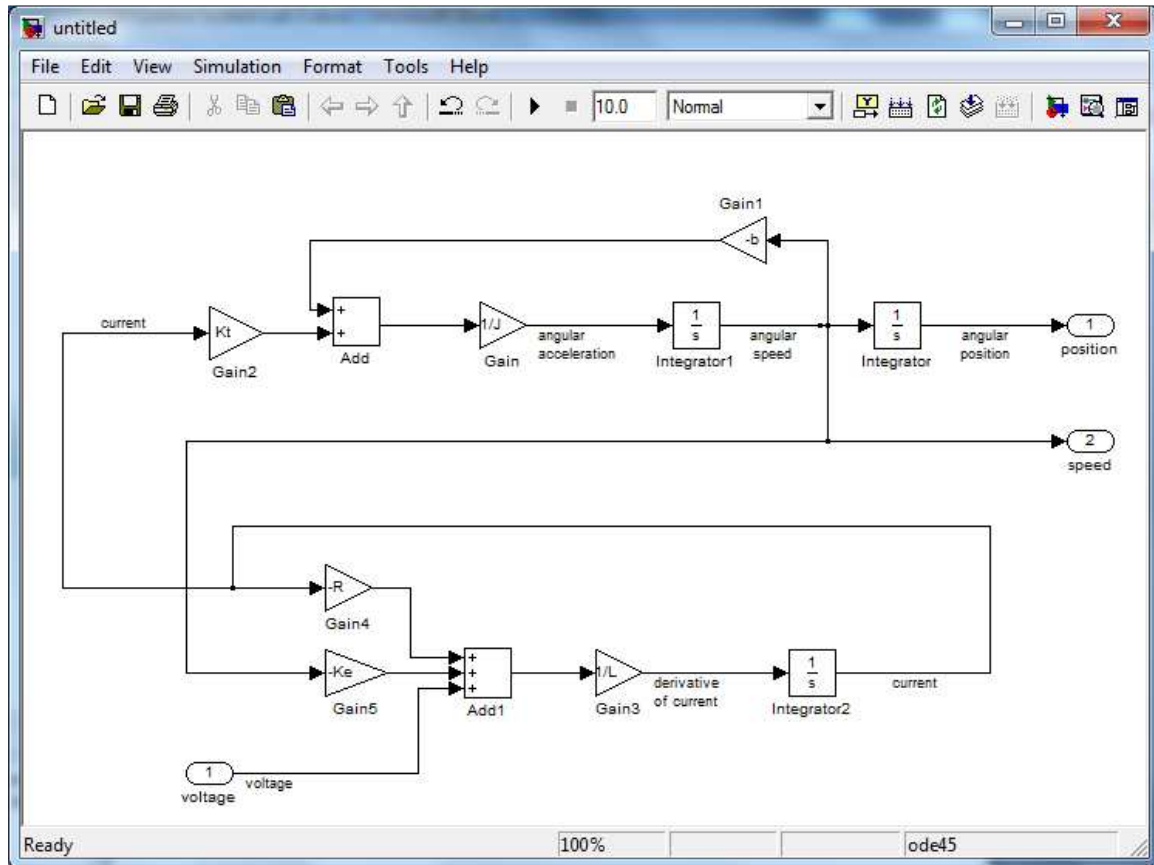 untitled
File Edit View Simulation Format Tools Help
10.0 Normal
Gain1
-b
current
Kt
Gain2
+
+
Add
1/J
Gain
angular
acceleration
1
s
Integrator1
angular
speed
1
s
Integrator
angular
position
1
position
2
speed
-R
Gain4
-Ke
Gain5
+
+
+
Add1
1/L
Gain3
derivative
of current
1
s
Integrator2
current
1
voltage
voltage
Ready 100% ode45